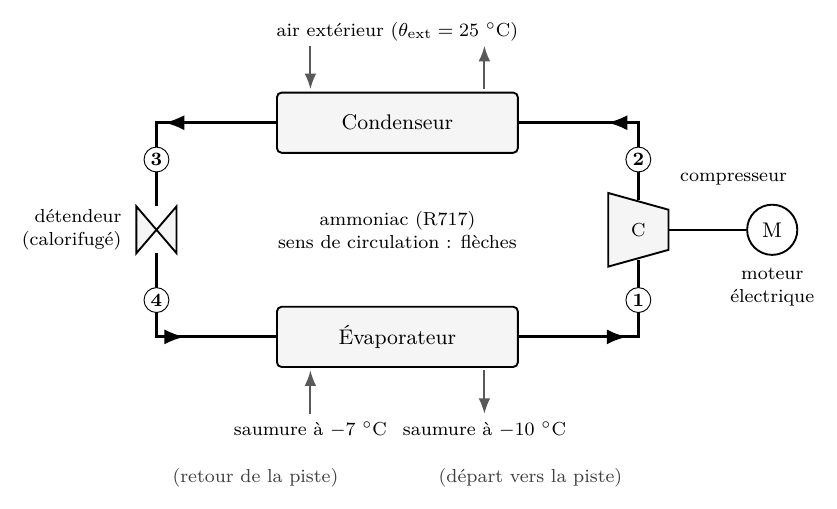 air extérieur (θext = 25 °C)
Condenseur
3
2
compresseur
détendeur
(calorifugé)
ammoniac (R717)
sens de circulation : flèches
C
M
moteur
électrique
4
1
Évaporateur
saumure à −7 °C saumure à −10 °C
(retour de la piste) (départ vers la piste)